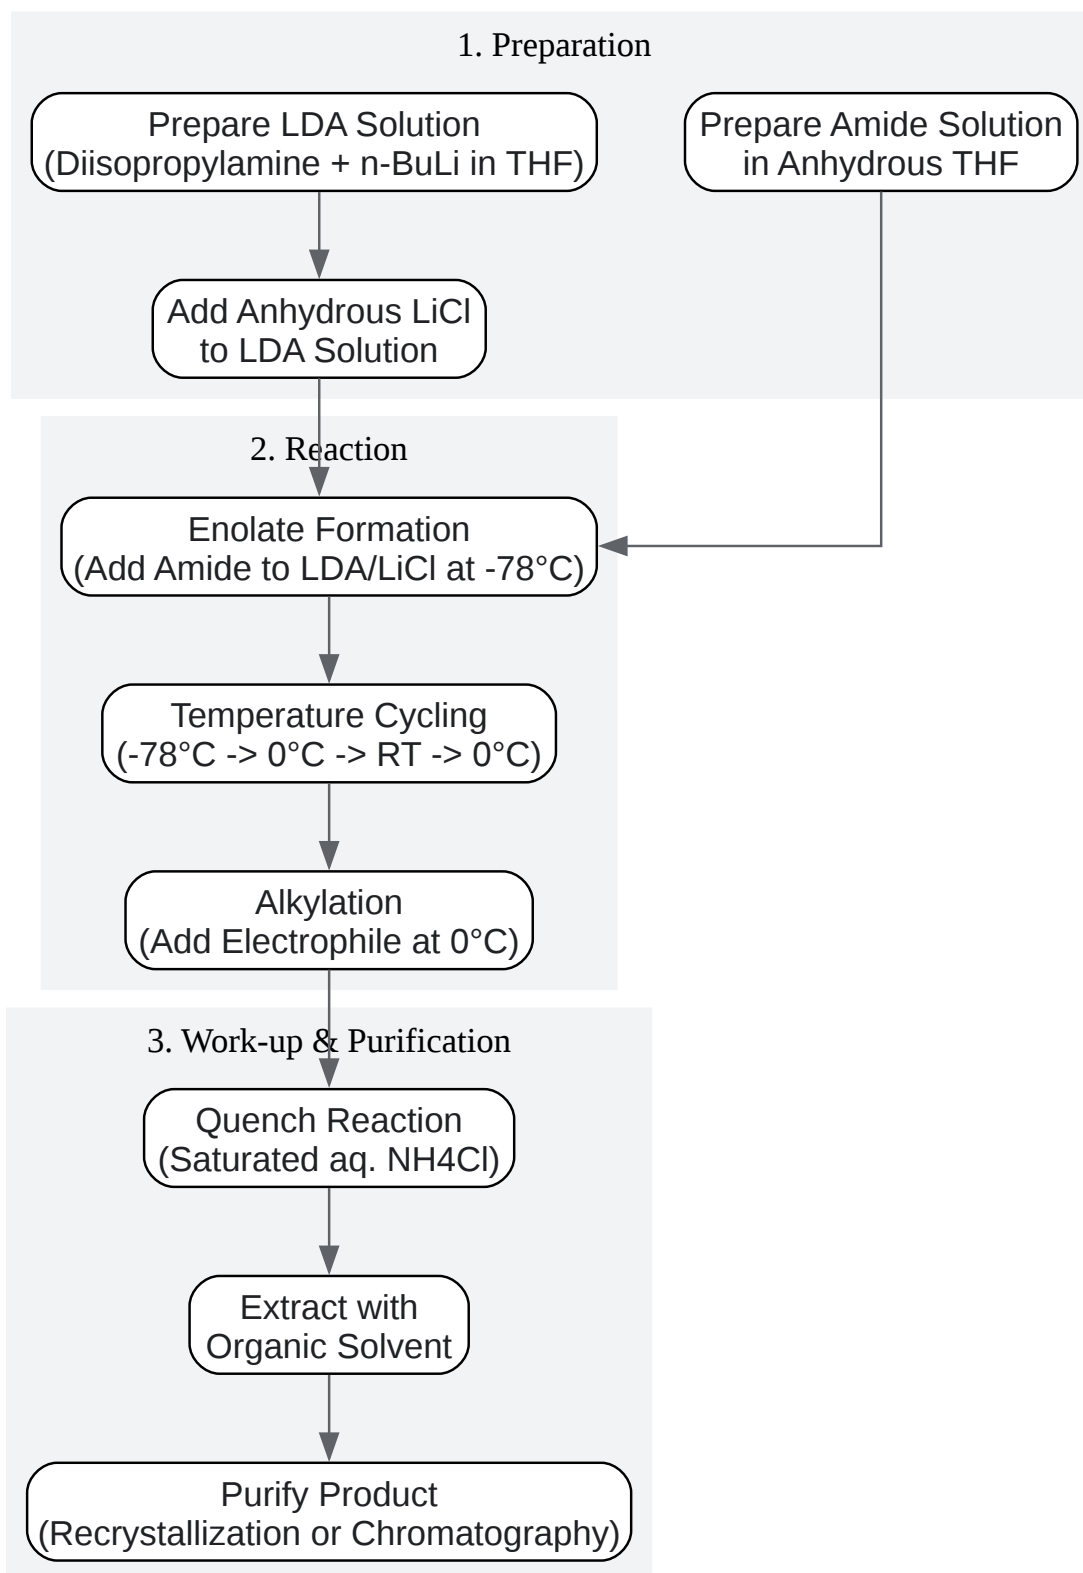 1. Preparation
Prepare LDA Solution
(Diisopropylamine + n-BuLi in THF)
Prepare Amide Solution
in Anhydrous THF
Add Anhydrous LiCl
to LDA Solution
2. Reaction
Enolate Formation
(Add Amide to LDA/LiCl at -78°C)
Temperature Cycling
(-78°C -> 0°C -> RT -> 0°C)
Alkylation
(Add Electrophile at 0°C)
3. Work-up & Purification
Quench Reaction
(Saturated aq. NH4Cl)
Extract with
Organic Solvent
Purify Product
(Recrystallization or Chromatography)